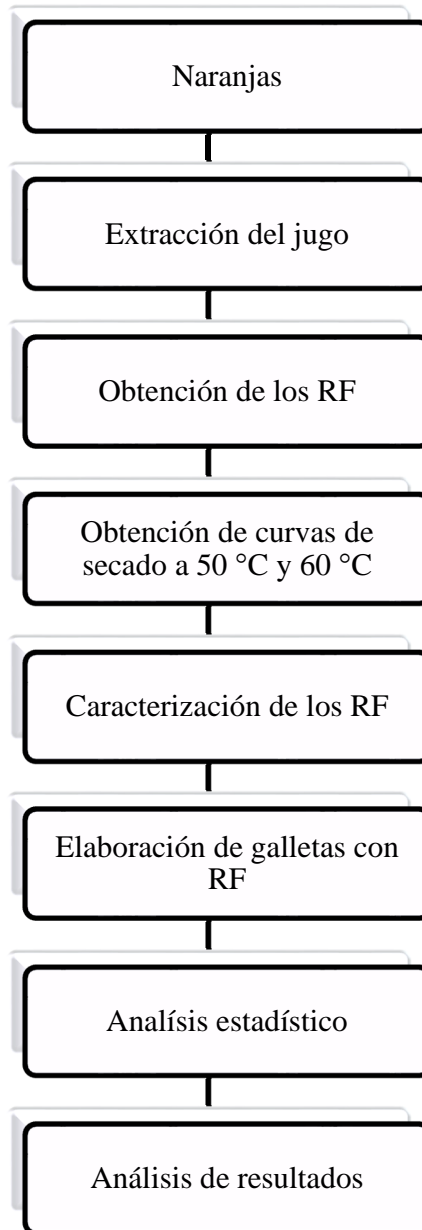 Naranjas
Extracción del jugo
Obtención de los RF
Obtención de curvas de
secado a 50 °C y 60 °C
Caracterización de los RF
Elaboración de galletas con
RF
Analísis estadístico
Análisis de resultados